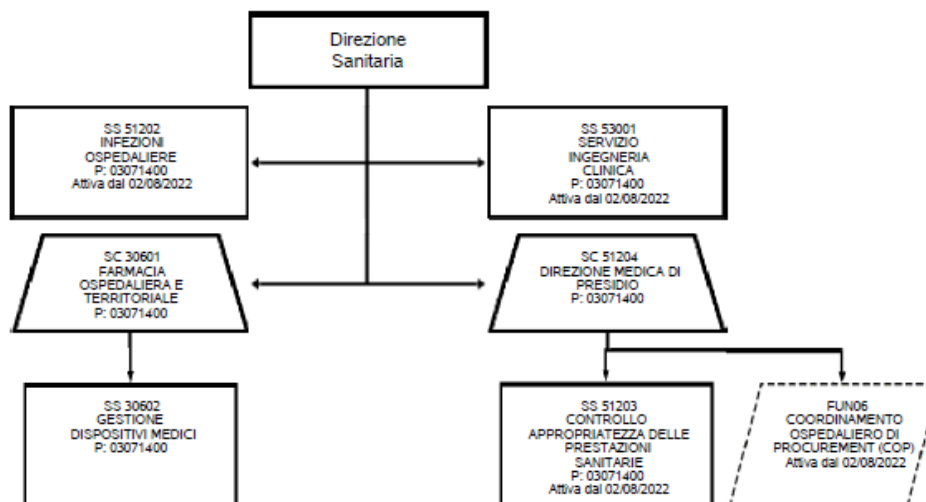 Direzione
Sanitaria
SS 51202
INFEZIONI
OSPEDALIERE
P: 03071400
Attiva dal 02/08/2022
SS 53001
SERVIZIO
INGEGNERIA
CLINICA
P: 03071400
Attiva dal 02/08/2022
SC 30601
FARMACIA
OSPEDALIERA E
TERRITORIALE
P: 03071400
SC 51204
DIREZIONE MEDICA DI
PRESIDIO
P: 03071400
SS 30602
GESTIONE
DISPOSITIVI MEDICI
P: 03071400
SS 51203
CONTROLLO
APPROPRIATEZZA DELLE
PRESTAZIONI
SANITARIE
P: 03071400
Attiva dal 02/08/2022
FUN06
COORDINAMENTO
OSPEDALIERO DI
PROCUREMENT (COP)
Attiva dal 02/08/2022